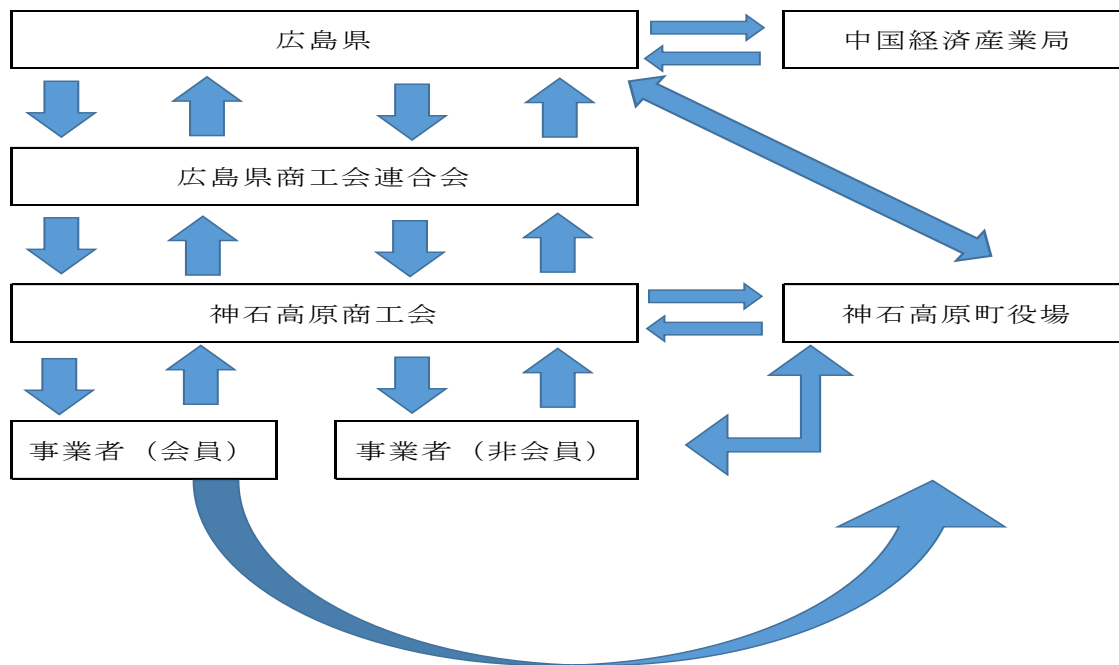 広島県
中国経済産業局
広島県商工会連合会
神石高原商工会
神石高原町役場
事業者（会員）
事業者（非会員）